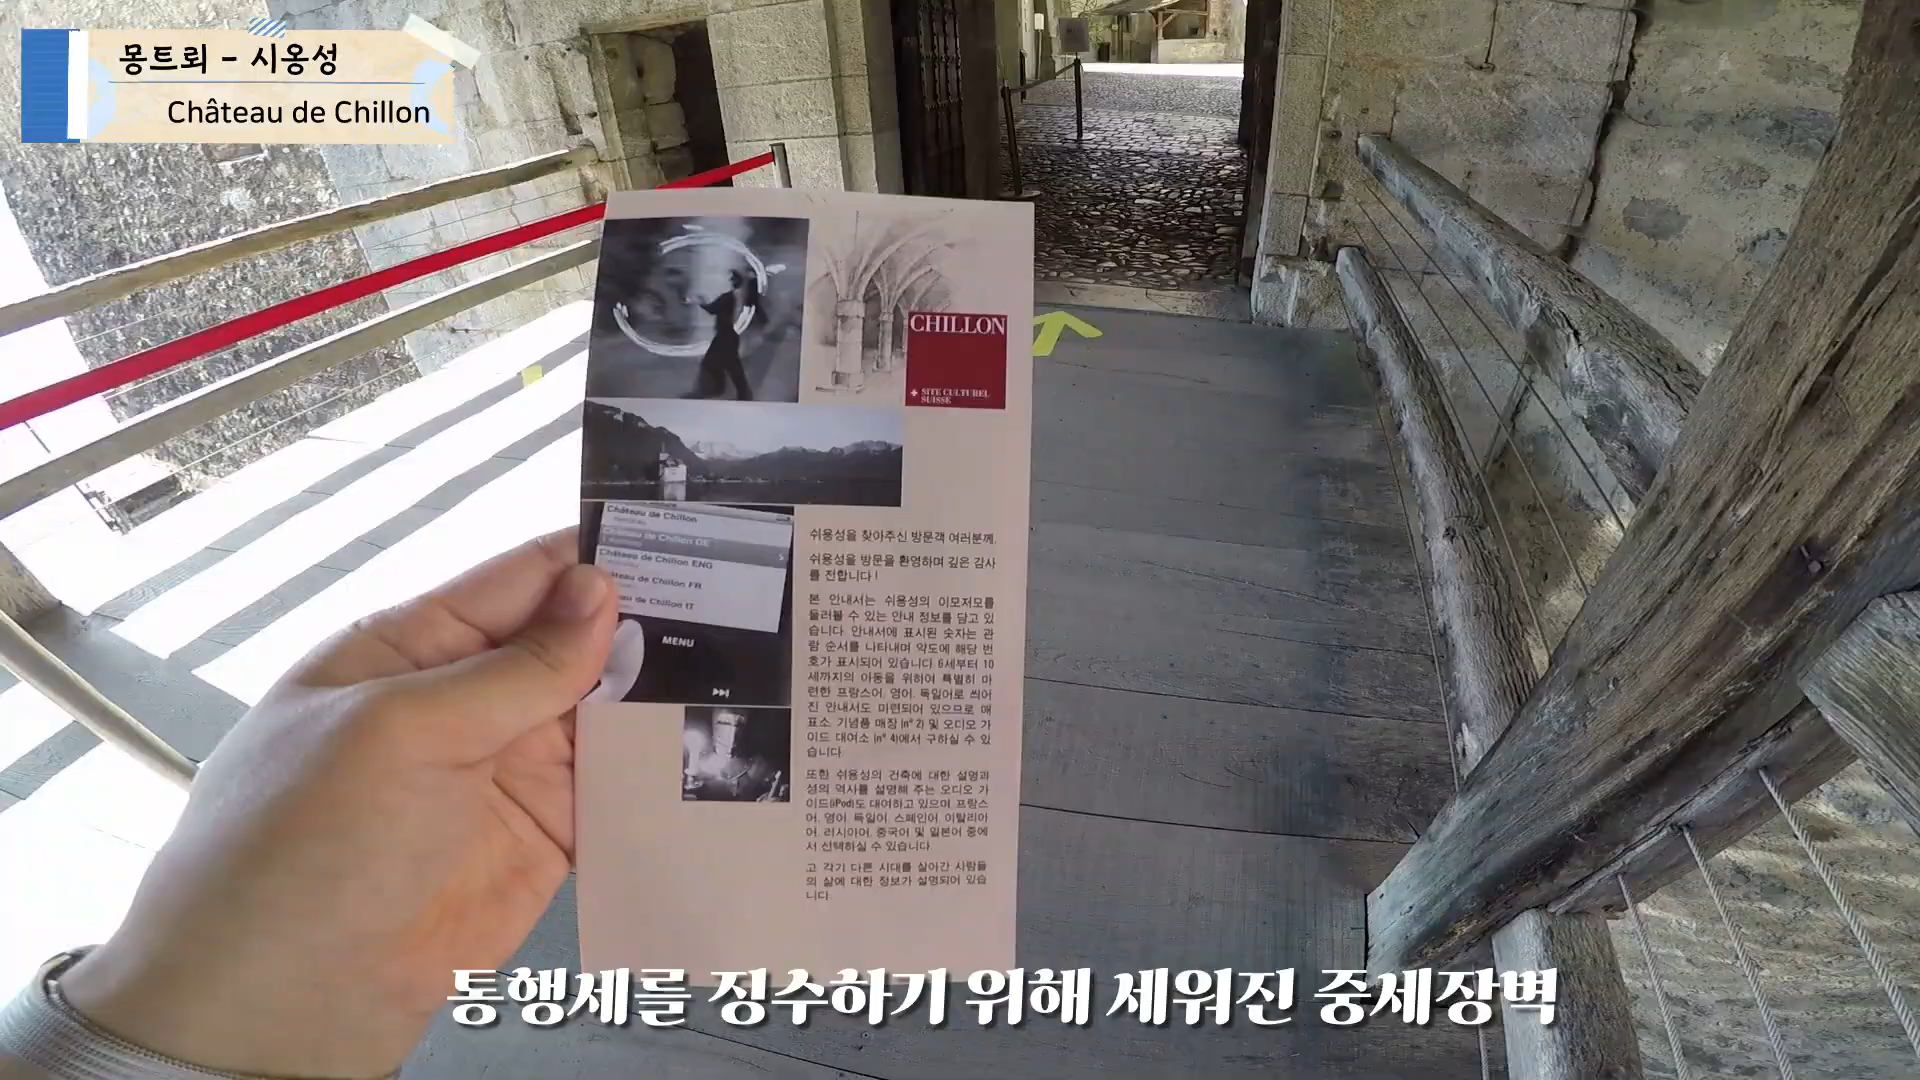 몽트뢰 - 시옹성
Château de Chillon
CHILLON
SITE CULTUREL
SUISSE
Château de Chillon
Château de Chillon DE
Château de Chillon ENG
teau de Chillon FR
au de Chillon IT
MENU
쉬용성을 찾아주신 방문객 여러분께,
쉬용성을 방문을 환영하며 깊은 감사
를 전합니다 !
본 안내서는 쉬용성의 이모저모를
둘러볼 수 있는 안내 정보를 담고 있
습니다. 안내서에 표시된 숫자는 관
람 순서를 나타내며 약도에 해당 번
호가 표시되어 있습니다. 6세부터 10
세까지의 아동을 위하여 특별히 마
련한 프랑스어, 영어, 독일어로 씌어
진 안내서도 마련되어 있으므로 매
표소, 기념품 매장 (n° 2) 및 오디오 가
이드 대여소 (n° 4)에서 구하실 수 있
습니다.
또한 쉬용성의 건축에 대한 설명과
성의 역사를 설명해 주는 오디오 가
이드(iPod)도 대여하고 있으며, 프랑스
어, 영어, 독일어, 스페인어, 이탈리아
어, 러시아어, 중국어 및 일본어 중에
서 선택하실 수 있습니다.
고 각기 다른 시대를 살아간 사람들
의 삶에 대한 정보가 설명되어 있습
니다.
통행세를 징수하기 위해 세워진 중세장벽